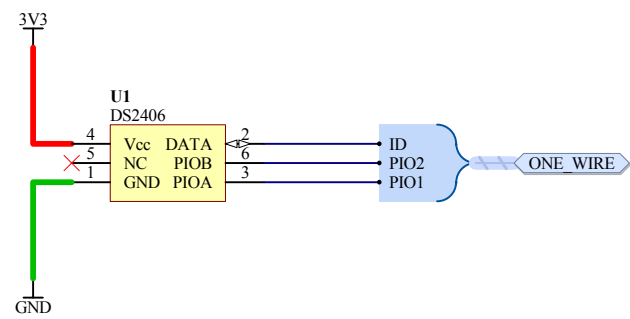 3V3
U1
DS2406
4 Vcc DATA 2 ID
5 NC PIOB 6 PIO2 ONE_WIRE
1 GND PIOA 3 PIO1
GND